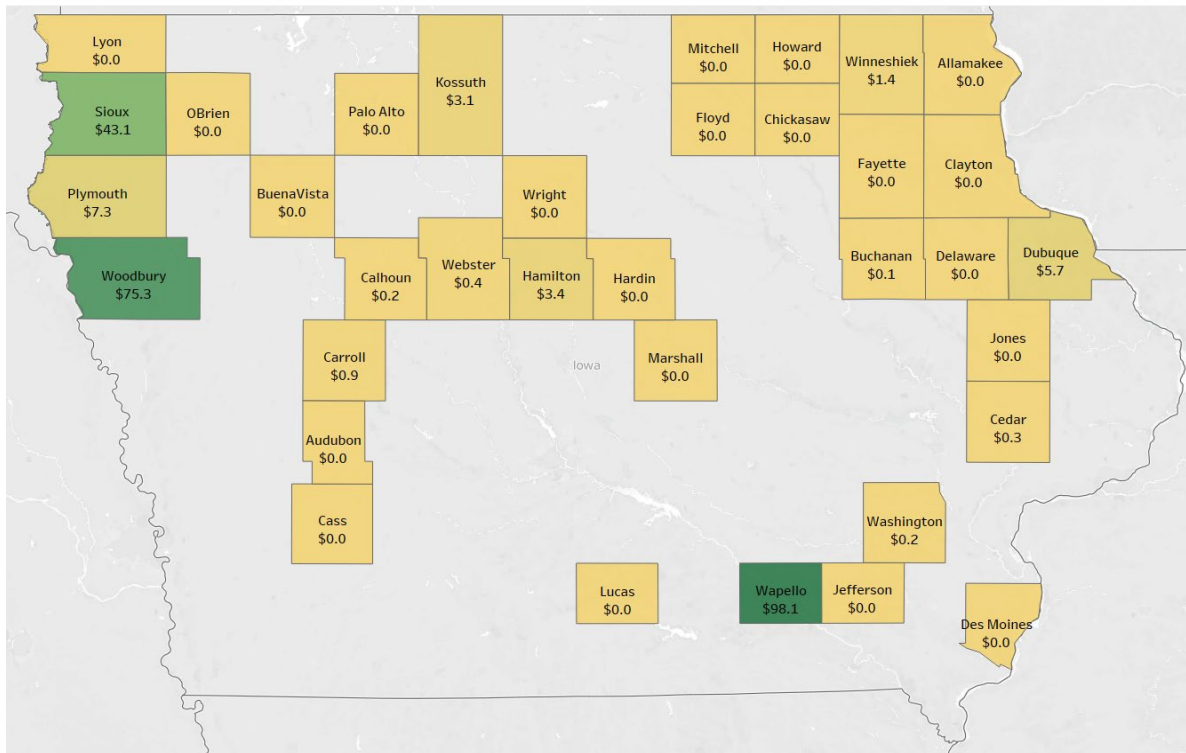 Lyon
$0.0
Sioux
$43.1
OBrien
$0.0
Palo Alto
$0.0
Kossuth
$3.1
Mitchell
$0.0
Howard
$0.0
Winneshiek
$1.4
Allamakee
$0.0
Floyd
$0.0
Chickasaw
$0.0
Plymouth
$7.3
BuenaVista
$0.0
Wright
$0.0
Fayette
$0.0
Clayton
$0.0
Woodbury
$75.3
Calhoun
$0.2
Webster
$0.4
Hamilton
$3.4
Hardin
$0.0
Buchanan
$0.1
Delaware
$0.0
Dubuque
$5.7
Carroll
$0.9
Iowa
Marshall
$0.0
Jones
$0.0
Audubon
$0.0
Cedar
$0.3
Cass
$0.0
Washington
$0.2
Lucas
$0.0
Wapello
$98.1
Jefferson
$0.0
Des Moines
$0.0